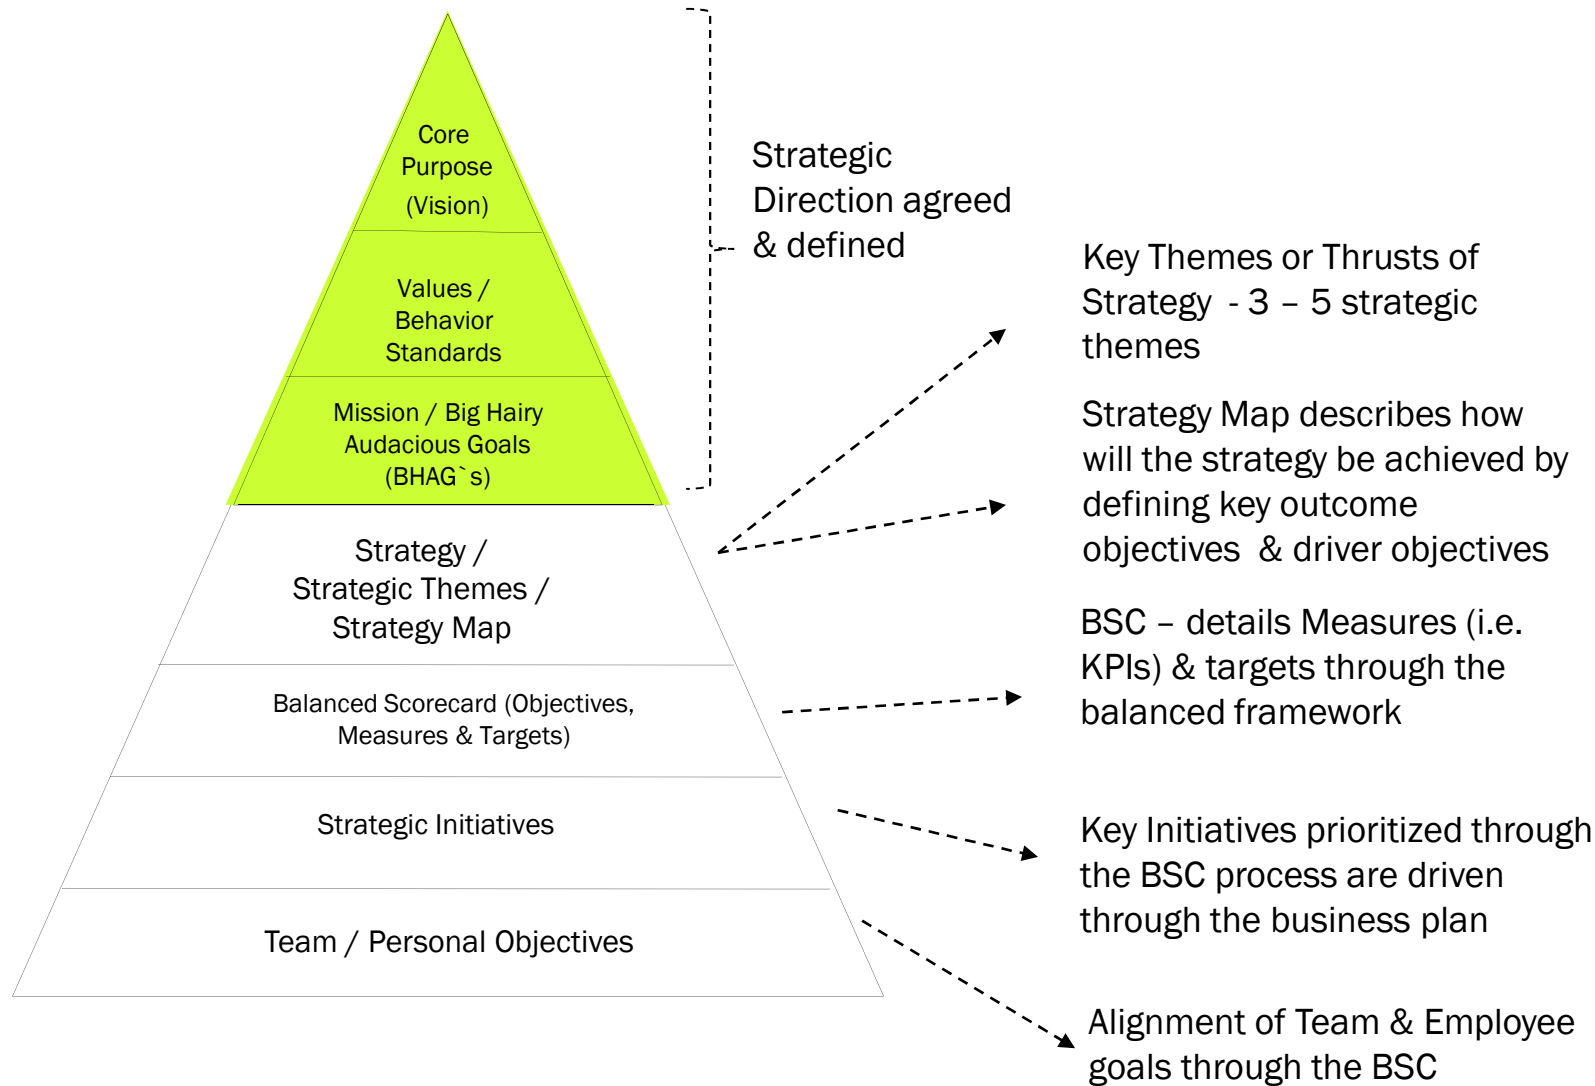 Core
Purpose
(Vision)
Values /
Behavior
Standards
Mission / Big Hairy
Audacious Goals
(BHAG`s)
Strategy /
Strategic Themes /
Strategy Map
Balanced Scorecard (Objectives,
Measures & Targets)
Strategic Initiatives
Team / Personal Objectives
Strategic
Direction agreed
& defined
Key Themes or Thrusts of
Strategy - 3 – 5 strategic
themes
Strategy Map describes how
will the strategy be achieved by
defining key outcome
objectives & driver objectives
BSC – details Measures (i.e.
KPIs) & targets through the
balanced framework
Key Initiatives prioritized through
the BSC process are driven
through the business plan
Alignment of Team & Employee
goals through the BSC